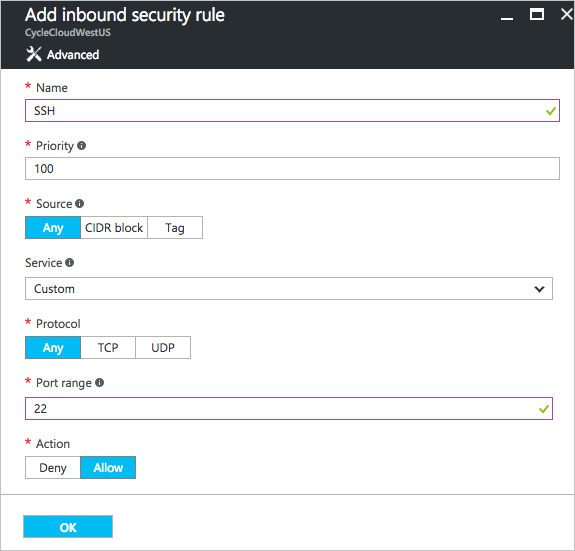 Add inbound security rule
CycleCloudWestUS
Advanced
* Name
SSH
* Priority
100
* Source
Any CIDR block Tag
Service
Custom
* Protocol
Any TCP UDP
* Port range
22
* Action
Deny Allow
OK